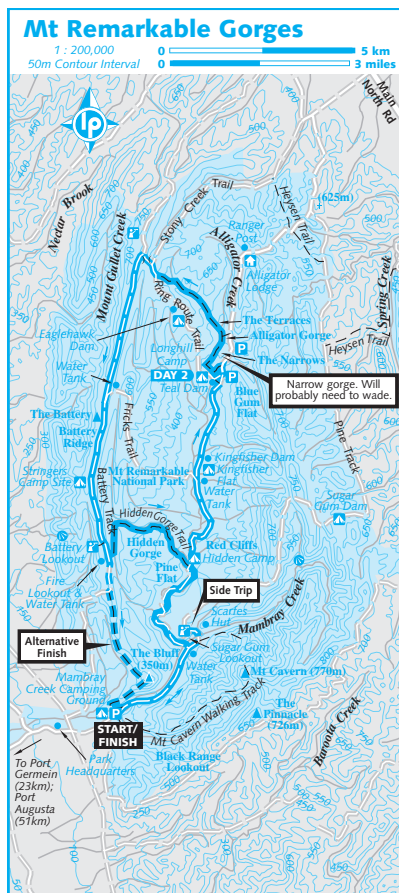 Mt Remarkable Gorges
1 : 200,000
50m Contour Interval
0 5 km
0 3 miles
lp
Main
North Rd
Nectar Brook
Mount Gullet Creek
Stony Creek Trail
Alligator Creek
Heysen Trail
(625m)
Ranger
Post
Alligator
Lodge
Spring Creek
Heysen Trail
Ring Route Trail
The Terraces
Alligator Gorge
The Narrows
Narrow gorge. Will
probably need to wade.
Eaglehawk
Dam
Longhill
Camp
DAY 2
Teal Dam
Blue
Gum
Flat
Water
Tank
The Battery
Battery
Ridge
Fricks Trail
Pine Track
Stringers
Camp Site
Mt Remarkable
National Park
Kingfisher Dam
Kingfisher
Flat
Water
Tank
Sugar
Gum Dam
Battery Track
Hidden Gorge Trail
Hidden
Gorge
Red Cliffs
Hidden Camp
Pine
Flat
Battery
Lookout
Fire
Lookout &
Water Tank
Side Trip
Scarfes
Hut
Mambray Creek
Sugar Gum
Lookout
Water
Tank
Alternative
Finish
The Bluff
(350m)
Mt Cavern (770m)
Mambray
Creek Camping
Ground
The
Pinnacle
(726m)
START/
FINISH
Mt Cavern Walking Track
Baroota Creek
Park
Headquarters
Black Range
Lookout
To Port
Germein
(23km);
Port
Augusta
(51km)
P
P
P